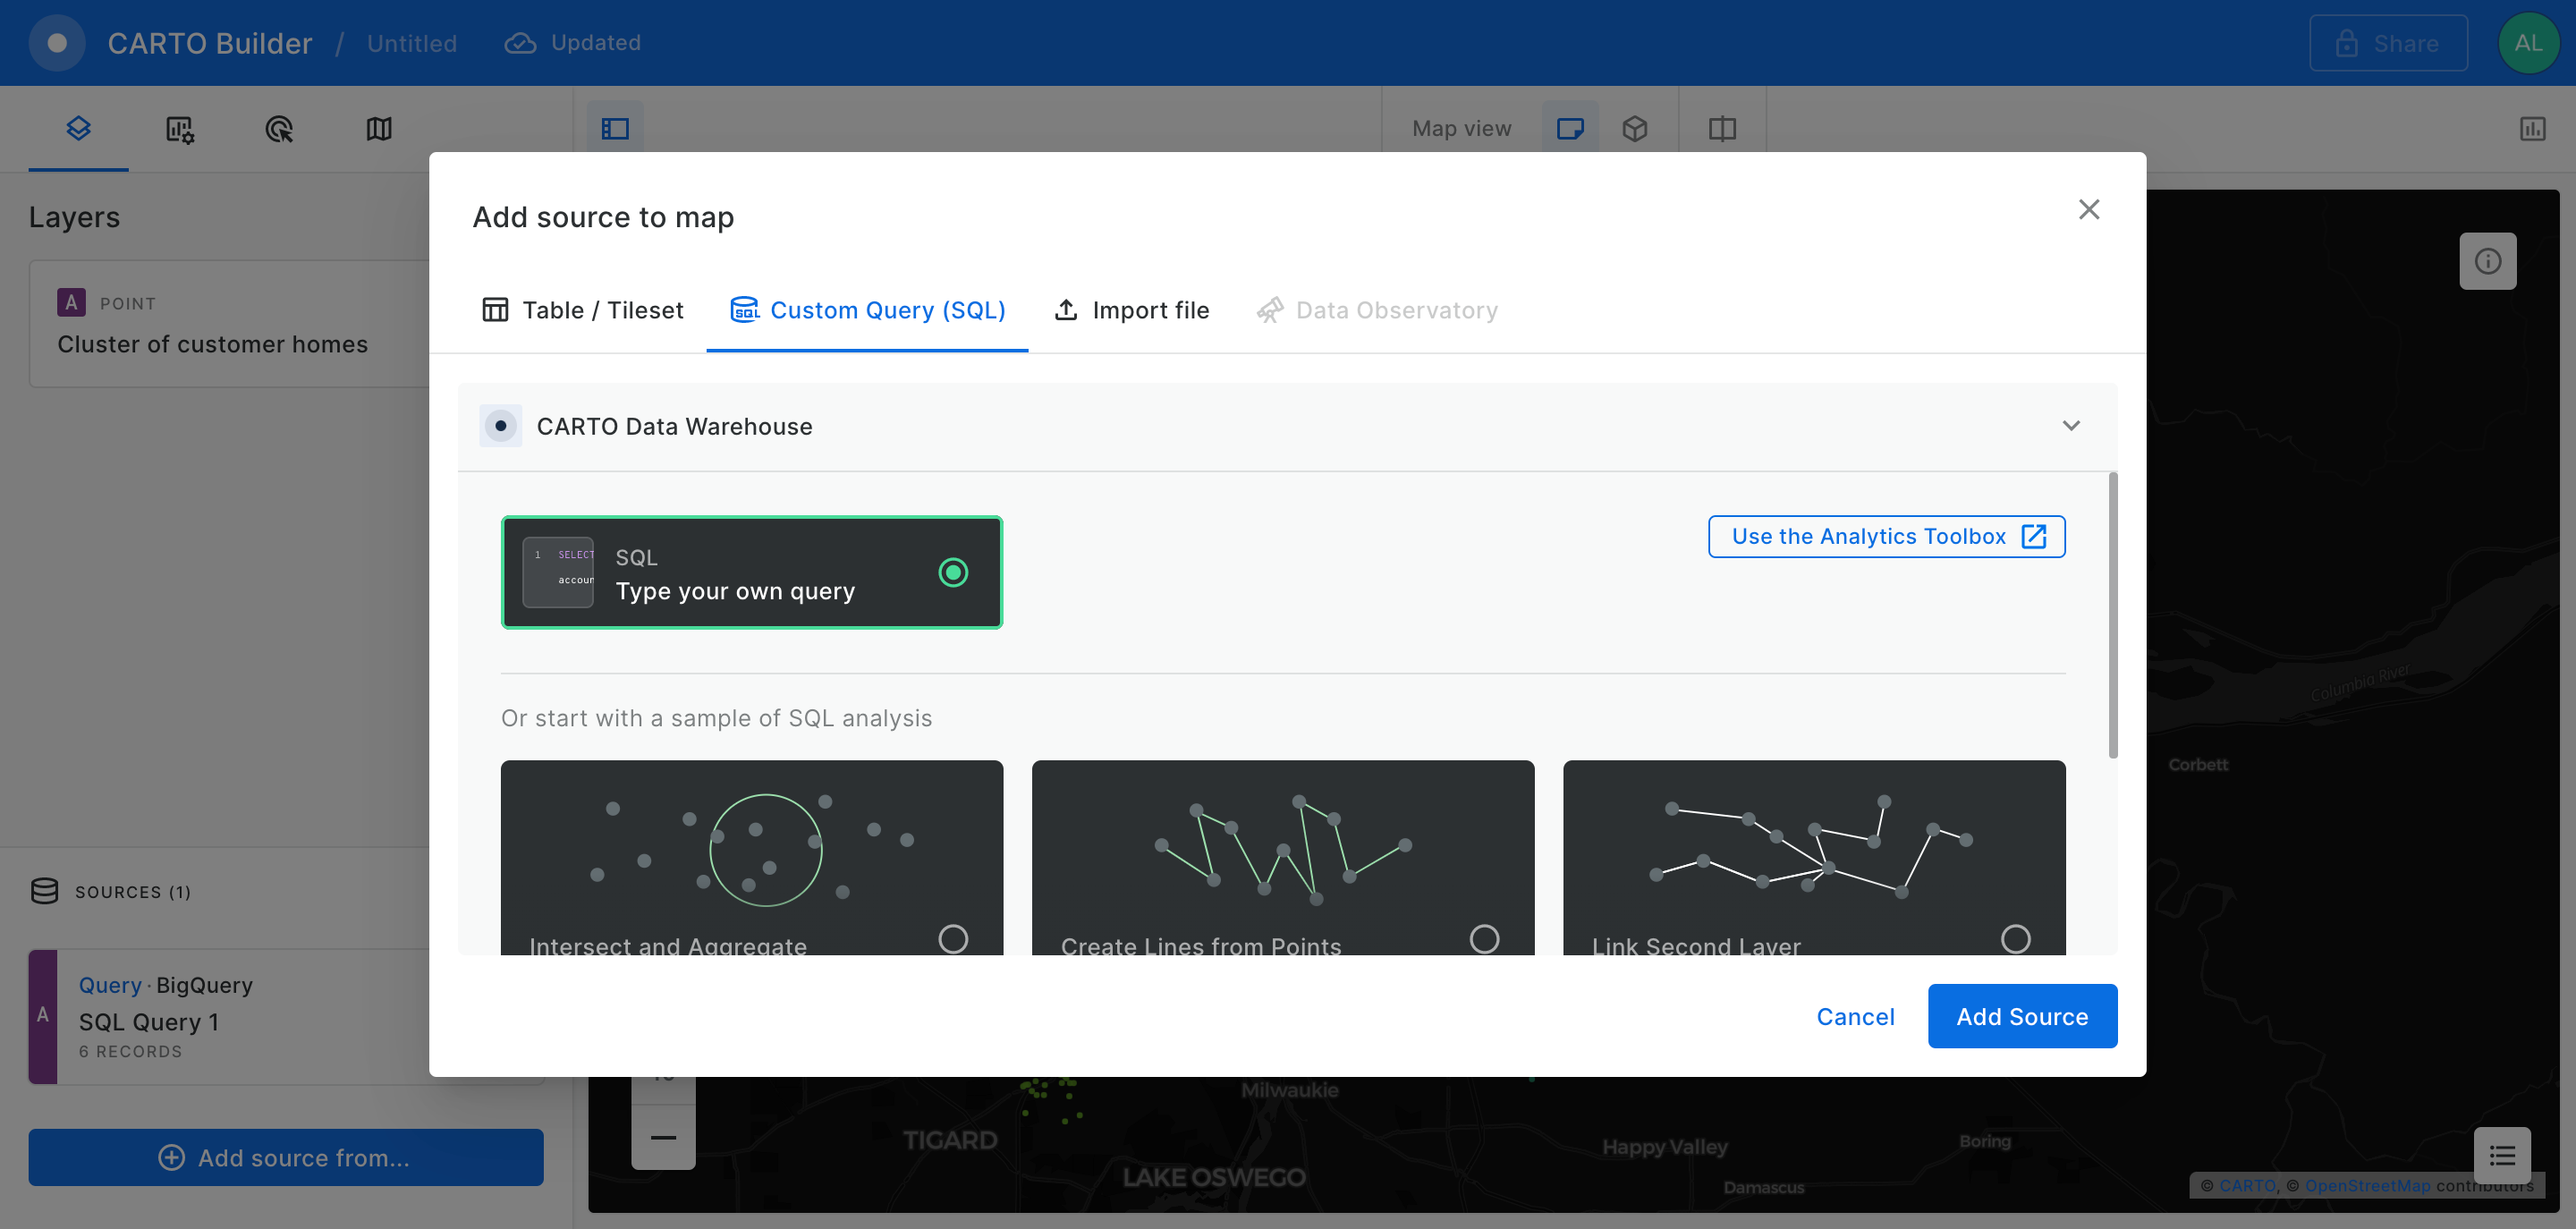 CARTO Builder / Untitled Updated Share AL
Map view
Layers
A POINT
Cluster of customer homes
SOURCES (1)
A
Query · BigQuery
SQL Query 1
6 RECORDS
Add source from...
Add source to map
Table / Tileset Custom Query (SQL) Import file Data Observatory
CARTO Data Warehouse
1 SELECT
accoun
SQL
Type your own query
Use the Analytics Toolbox
Or start with a sample of SQL analysis
Intersect and Aggregate Create Lines from Points Link Second Layer
Cancel Add Source
Columbia River
Corbett
Milwaukie
TIGARD
Happy Valley
Boring
LAKE OSWEGO
Damascus
© CARTO, © OpenStreetMap contributors